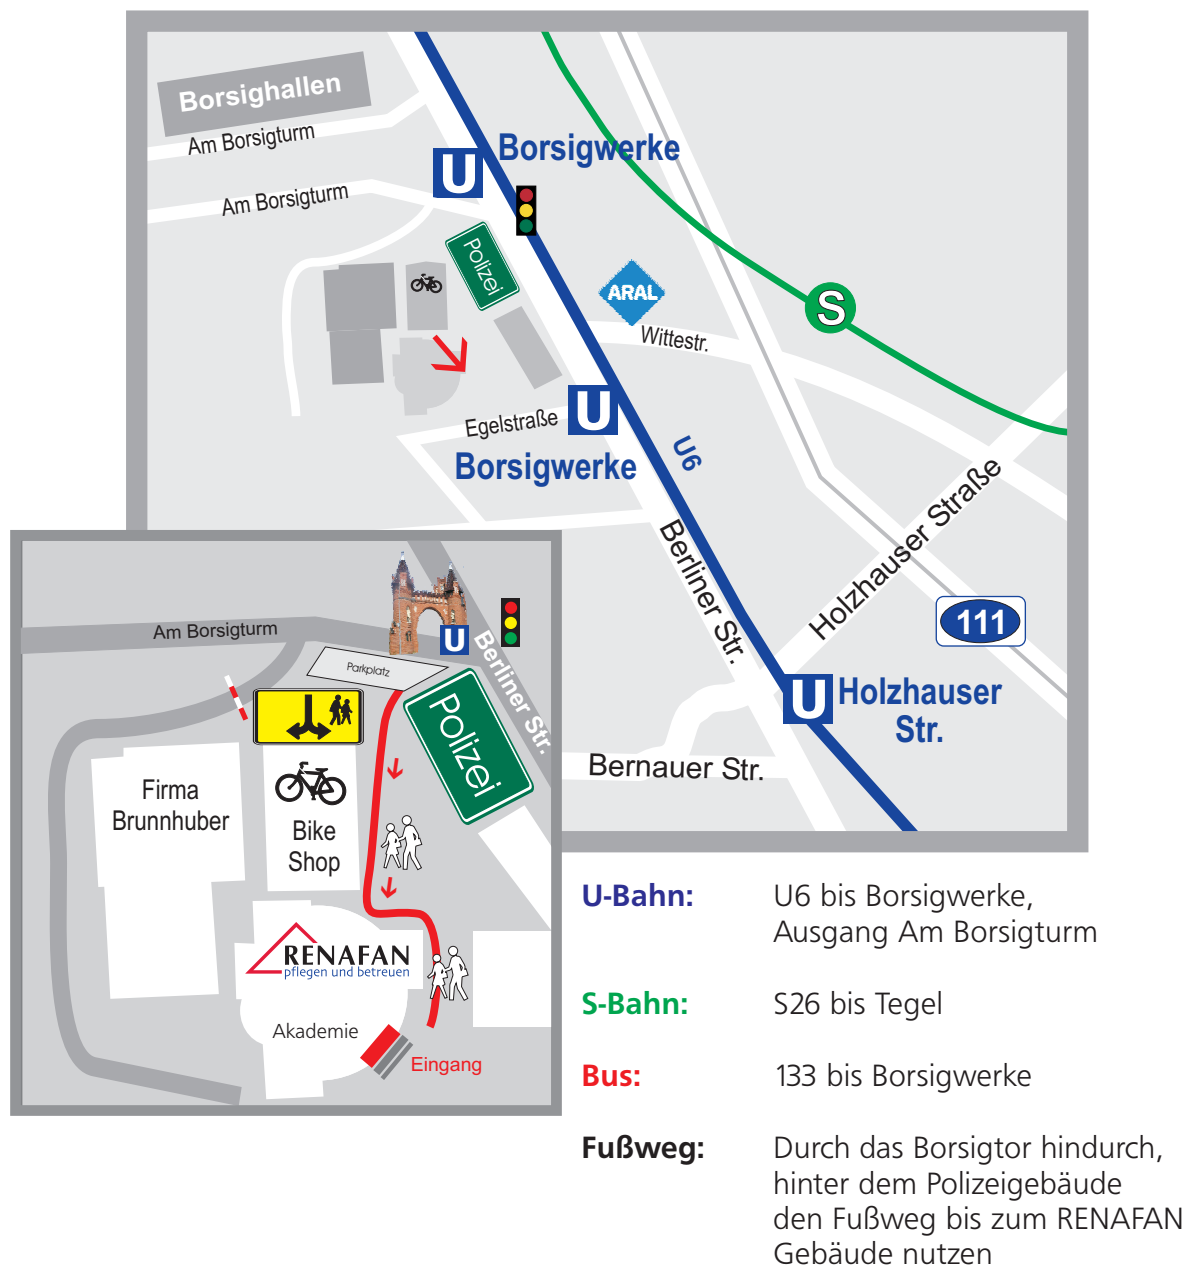 Borsighallen
Am Borsigturm
U
Borsigwerke
Am Borsigturm
Polizei
ARAL
S
Wittestr.
Egelstraße
U
Borsigwerke
U6
Berliner Str.
Holzhauser Straße
111
U
Holzhauser
Str.
Bernauer Str.
Am Borsigturm
U
Berliner Str.
Parkplatz
Polizei
Firma
Brunnhuber
Bike
Shop
RENAFAN
pflegen und betreuen
Akademie
Eingang
U-Bahn: U6 bis Borsigwerke,
Ausgang Am Borsigturm
S-Bahn: S26 bis Tegel
Bus: 133 bis Borsigwerke
Fußweg: Durch das Borsigtor hindurch,
hinter dem Polizeigebäude
den Fußweg bis zum RENAFAN
Gebäude nutzen